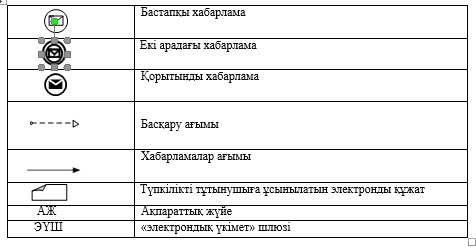 Бастапқы хабарлама
Екі арадағы хабарлама
Қорытынды хабарлама
Басқару ағымы
Хабарламалар ағымы
Түпкілікті тұтынушыға ұсынылатын электронды құжат
АЖ Ақпараттық жүйе
ЭҮШ «электрондық үкімет» шлюзі